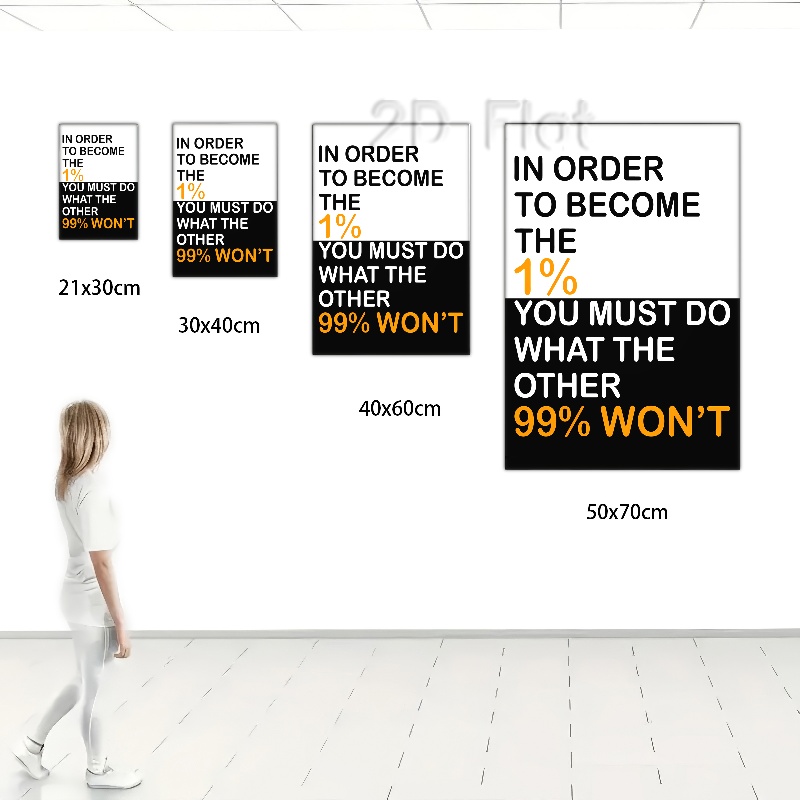 2D Flat
IN ORDER
TO BECOME
THE
1%
YOU MUST DO
WHAT THE
OTHER
99% WON'T
21x30cm
IN ORDER
TO BECOME
THE
1%
YOU MUST DO
WHAT THE
OTHER
99% WON'T
30x40cm
IN ORDER
TO BECOME
THE
1%
YOU MUST DO
WHAT THE
OTHER
99% WON'T
40x60cm
IN ORDER
TO BECOME
THE
1%
YOU MUST DO
WHAT THE
OTHER
99% WON'T
50x70cm